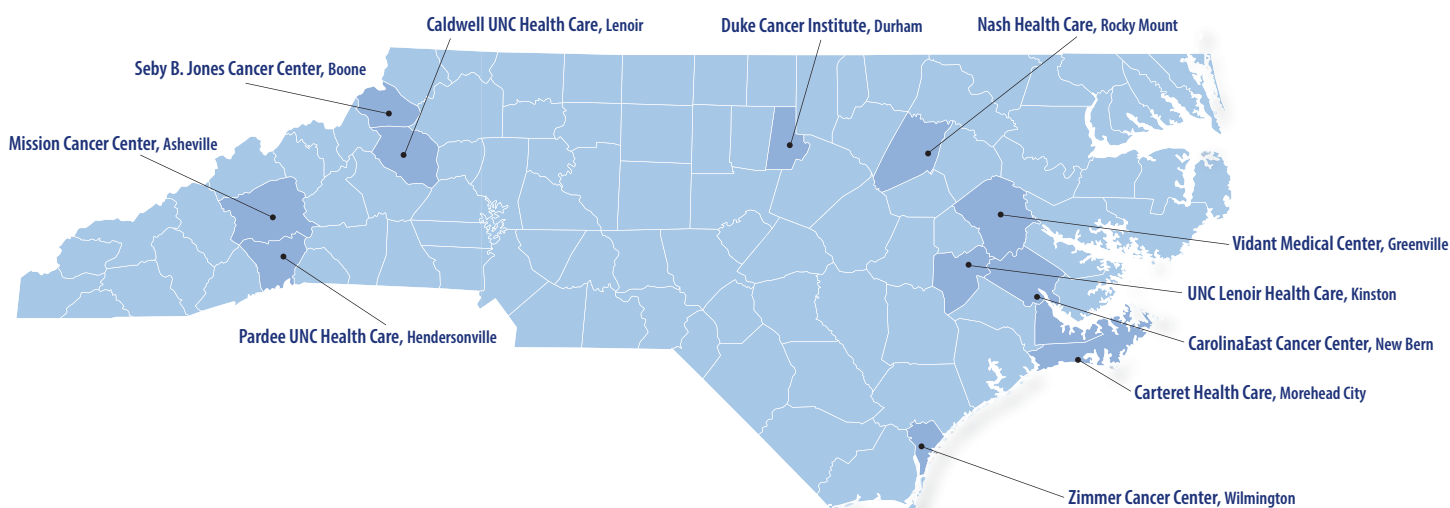 Caldwell UNC Health Care, Lenoir
Duke Cancer Institute, Durham
Nash Health Care, Rocky Mount
Seby B. Jones Cancer Center, Boone
Mission Cancer Center, Asheville
Vidant Medical Center, Greenville
UNC Lenoir Health Care, Kinston
Pardee UNC Health Care, Hendersonville
CarolinaEast Cancer Center, New Bern
Carteret Health Care, Morehead City
Zimmer Cancer Center, Wilmington